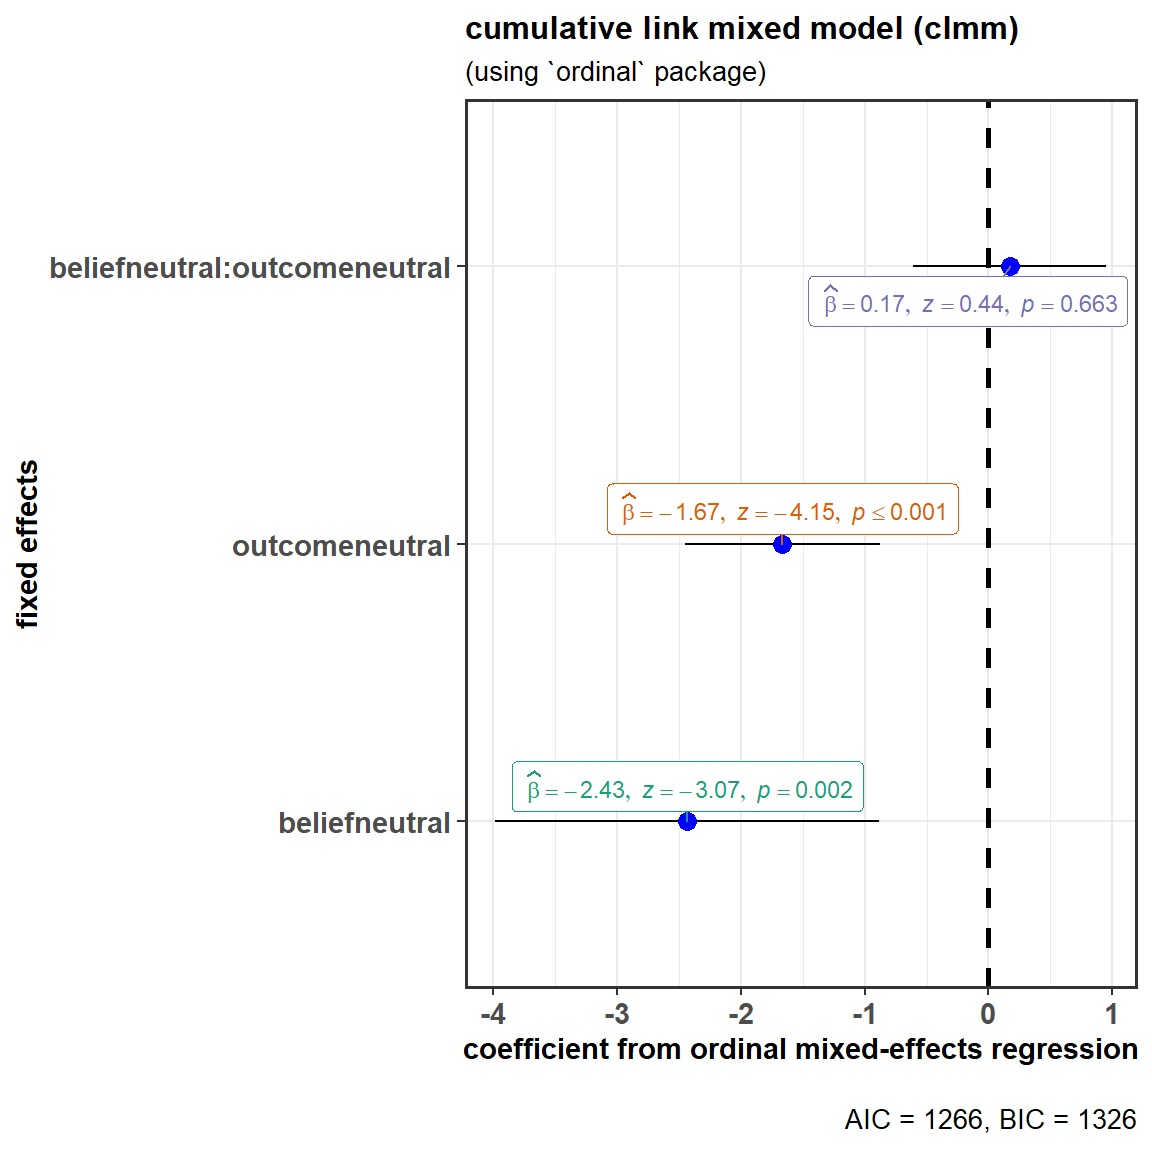 cumulative link mixed model (clmm)
(using `ordinal` package)
beliefneutral:outcomeneutral
β̂ = 0.17, z = 0.44, p = 0.663
fixed effects
β̂ = −1.67, z = −4.15, p ≤ 0.001
outcomeneutral
β̂ = −2.43, z = −3.07, p = 0.002
beliefneutral
-4 -3 -2 -1 0 1
coefficient from ordinal mixed-effects regression
AIC = 1266, BIC = 1326